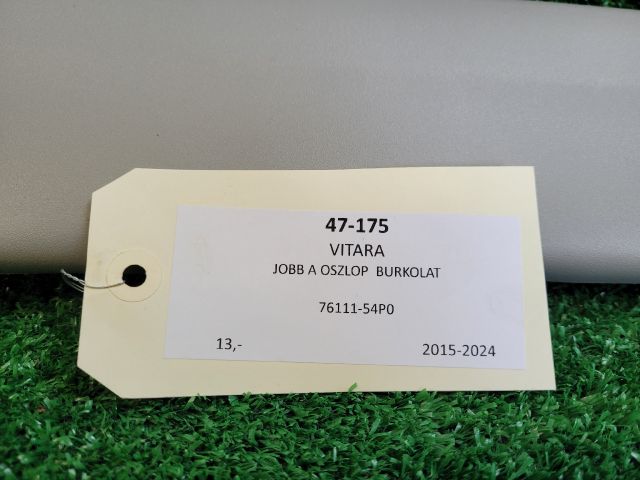 47-175
VITARA
JOBB A OSZLOP BURKOLAT
76111-54P0
13,- 2015-2024